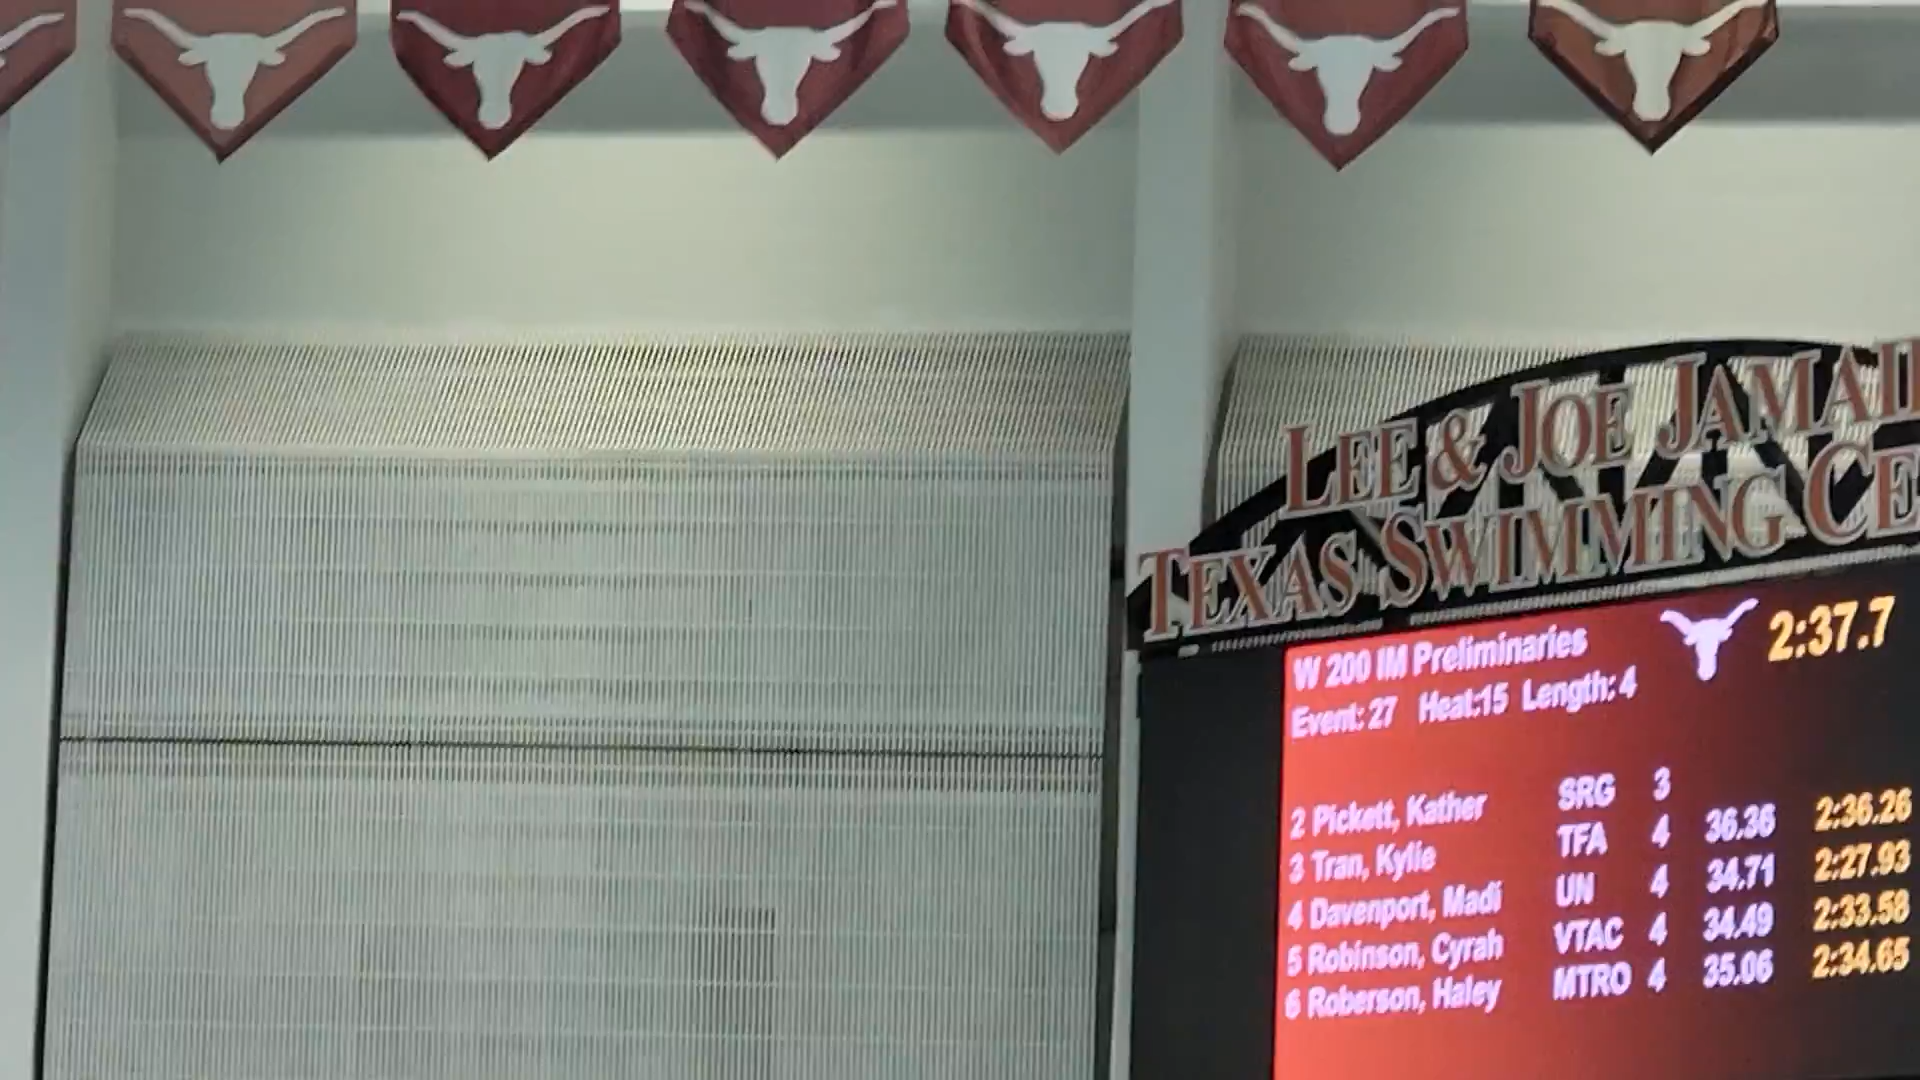 LEE & JOE JAMAI
TEXAS SWIMMING CE
W 200 IM Preliminaries 2:37.7
Event: 27 Heat:15 Length: 4
2 Pickett, Kather SRG 3
3 Tran, Kylie TFA 4 36.36 2:36.26
4 Davenport, Madi UN 4 34.71 2:27.93
5 Robinson, Cyrah VTAC 4 34.49 2:33.58
6 Roberson, Haley MTRO 4 35.06 2:34.65